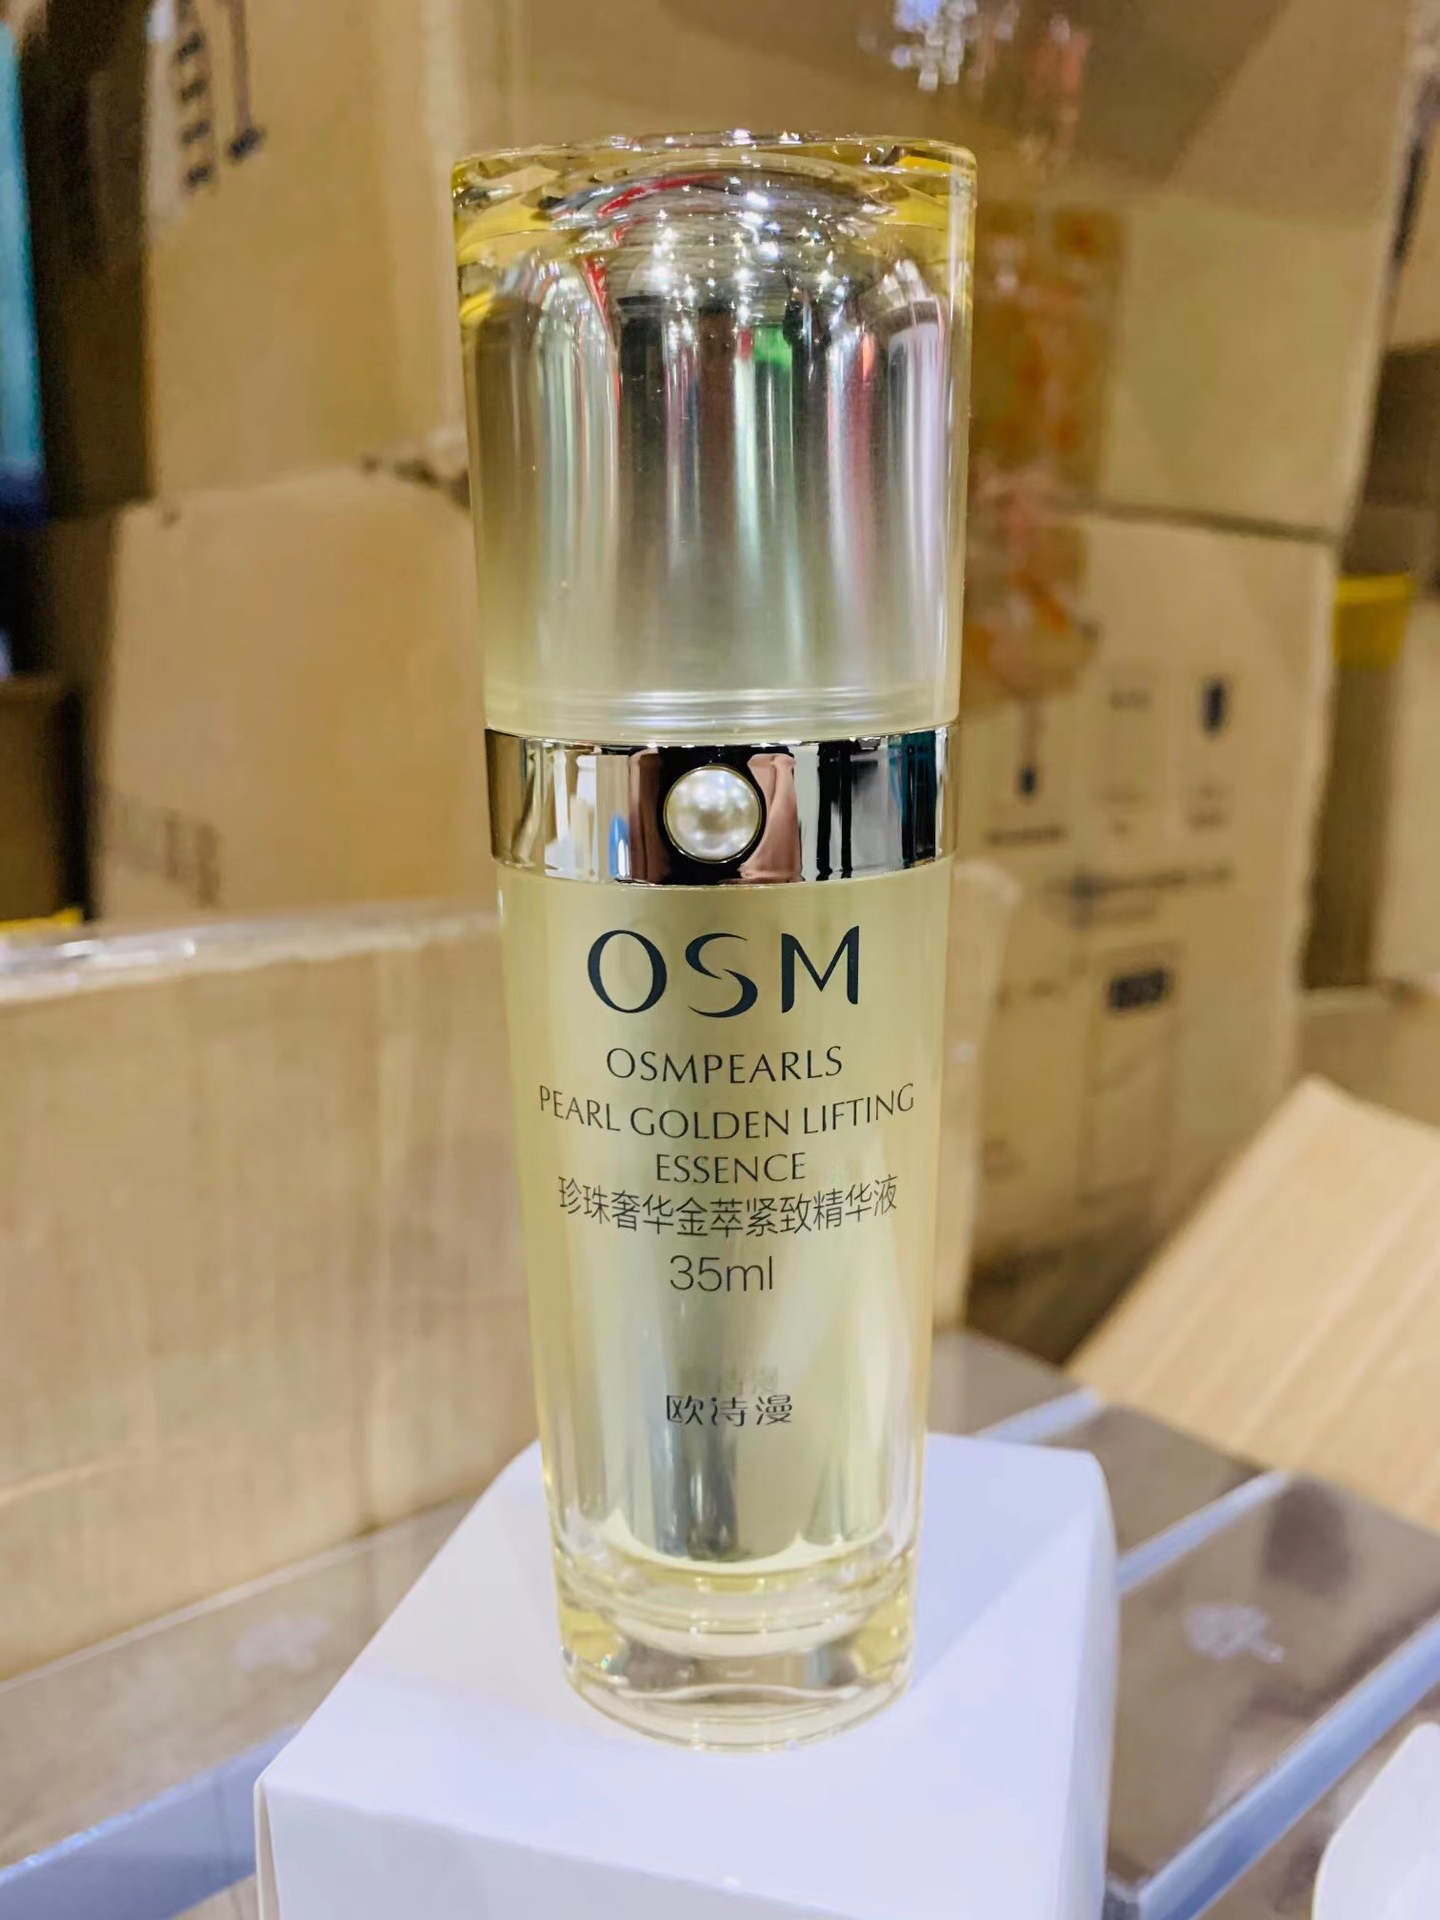 OSM
OSMPEARLS
PEARL GOLDEN LIFTING
ESSENCE
珍珠奢华金萃紧致精华液
35ml
欧诗漫